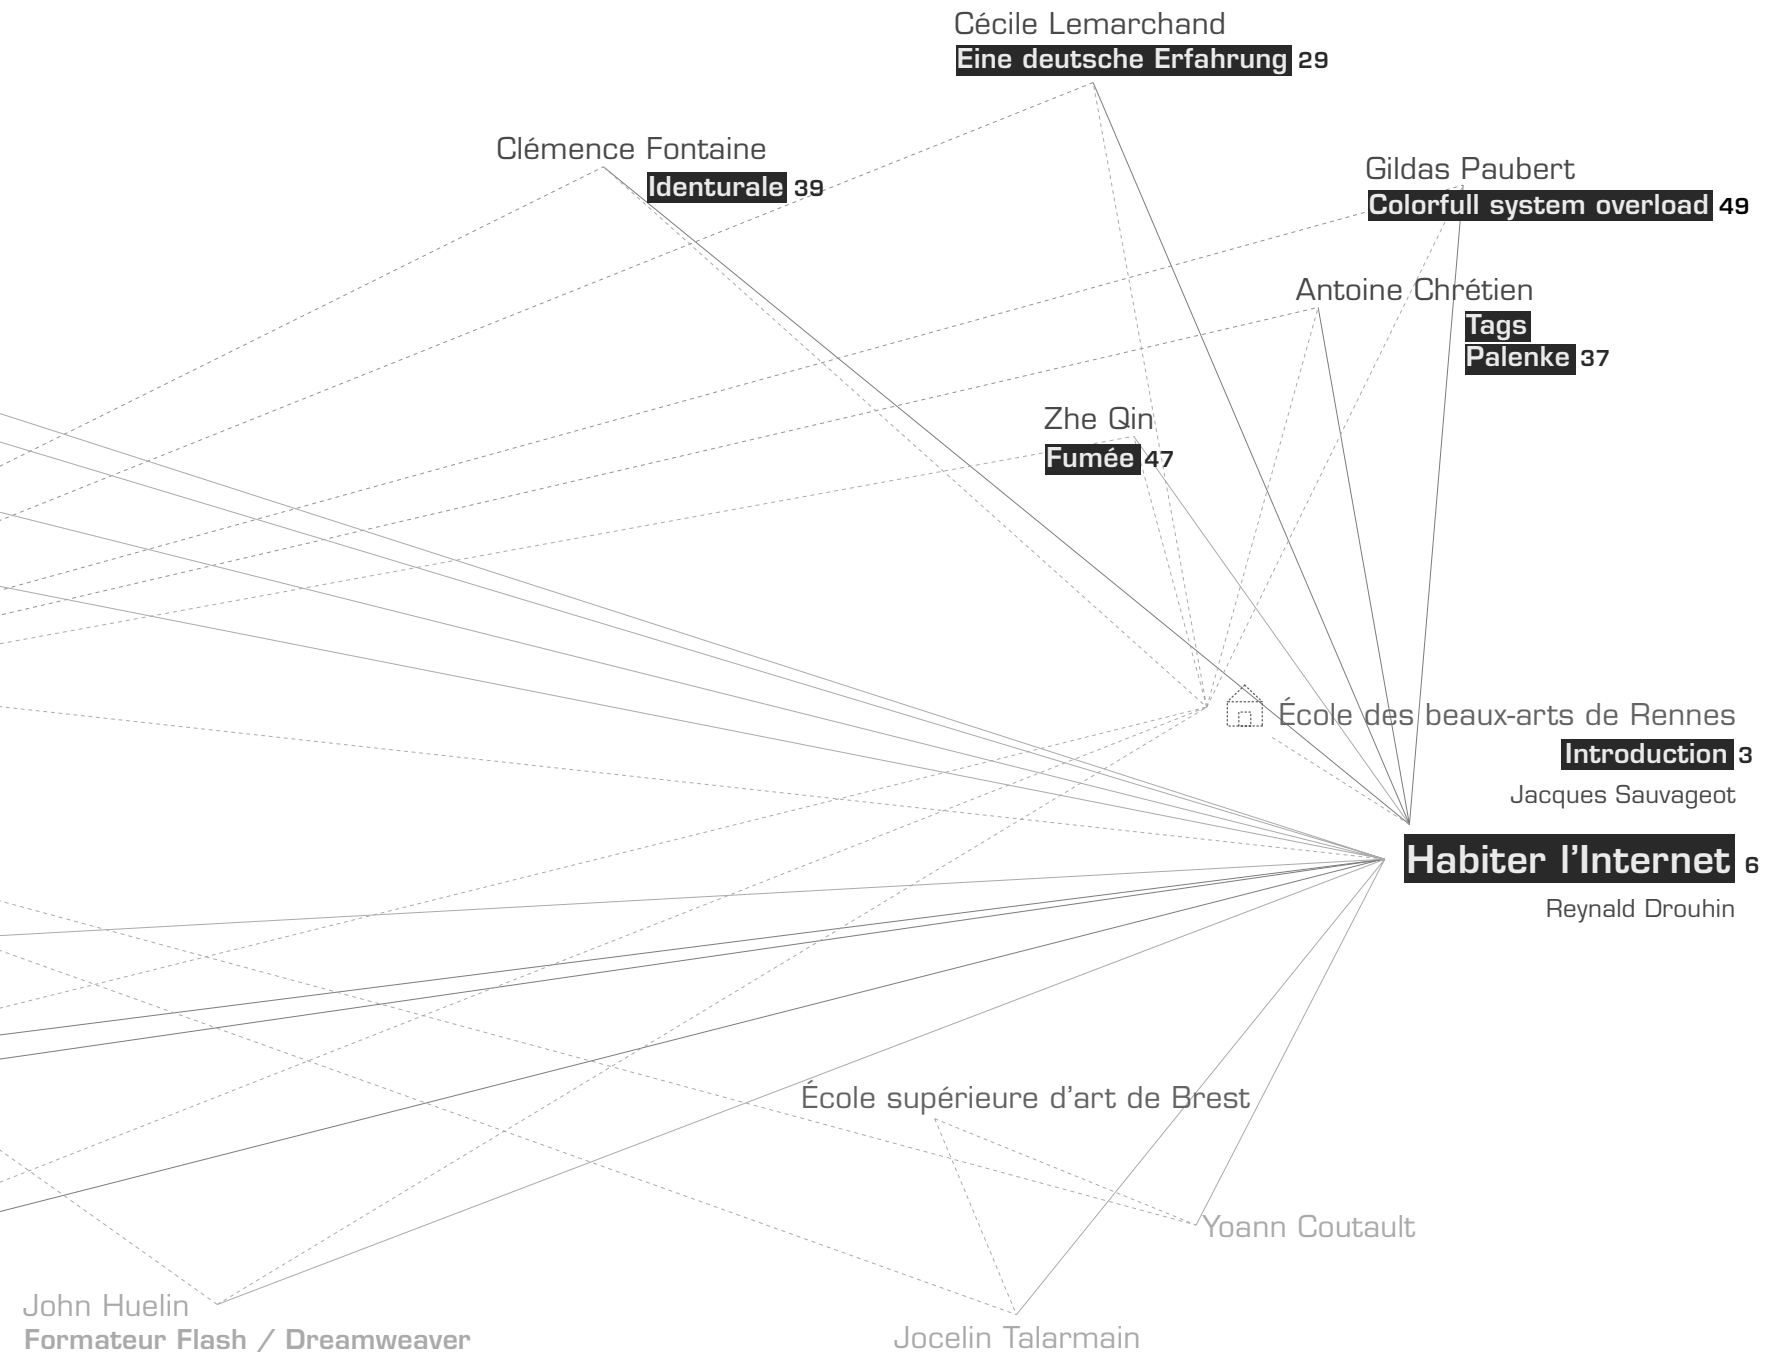 Cécile Lemarchand
Eine deutsche Erfahrung 29
Clémence Fontaine
Identurale 39
Gildas Paubert
Colorfull system overload 49
Antoine Chrétien
Tags
Palenke 37
Zhe Qin
Fumée 47
École des beaux-arts de Rennes
Introduction 3
Jacques Sauvageot
Habiter l’Internet 6
Reynald Drouhin
École supérieure d’art de Brest
Yoann Coutault
John Huelin
Formateur Flash / Dreamweaver
Jocelin Talarmain